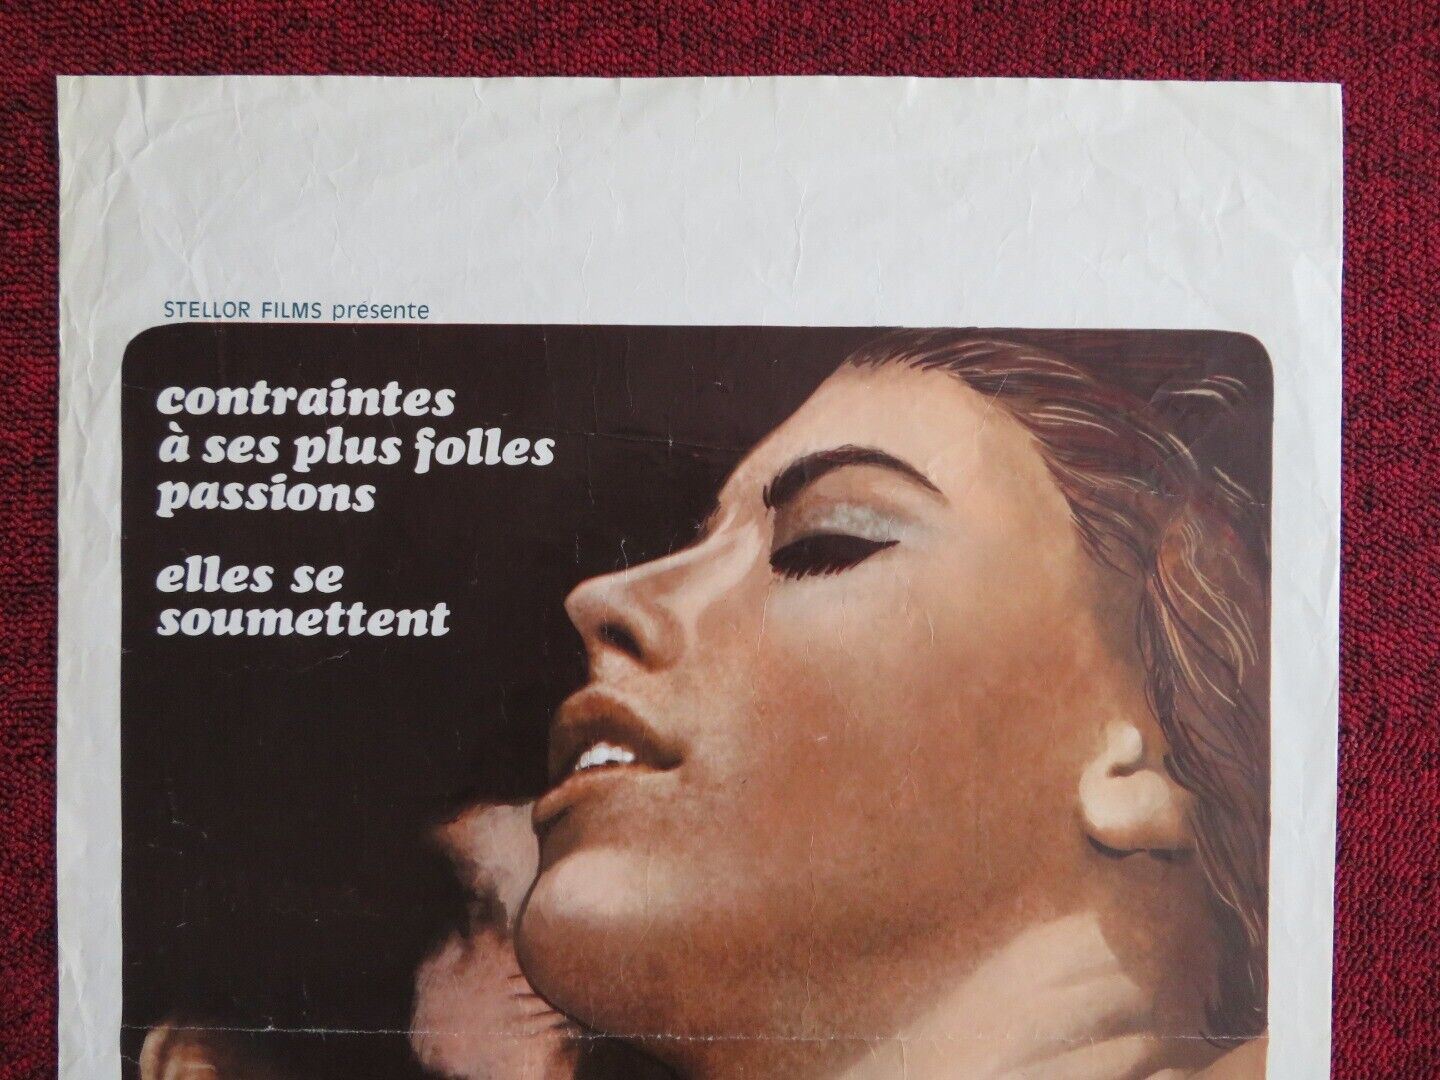 STELLOR FILMS présente
contraintes
à ses plus folles
passions
elles se
soumettent